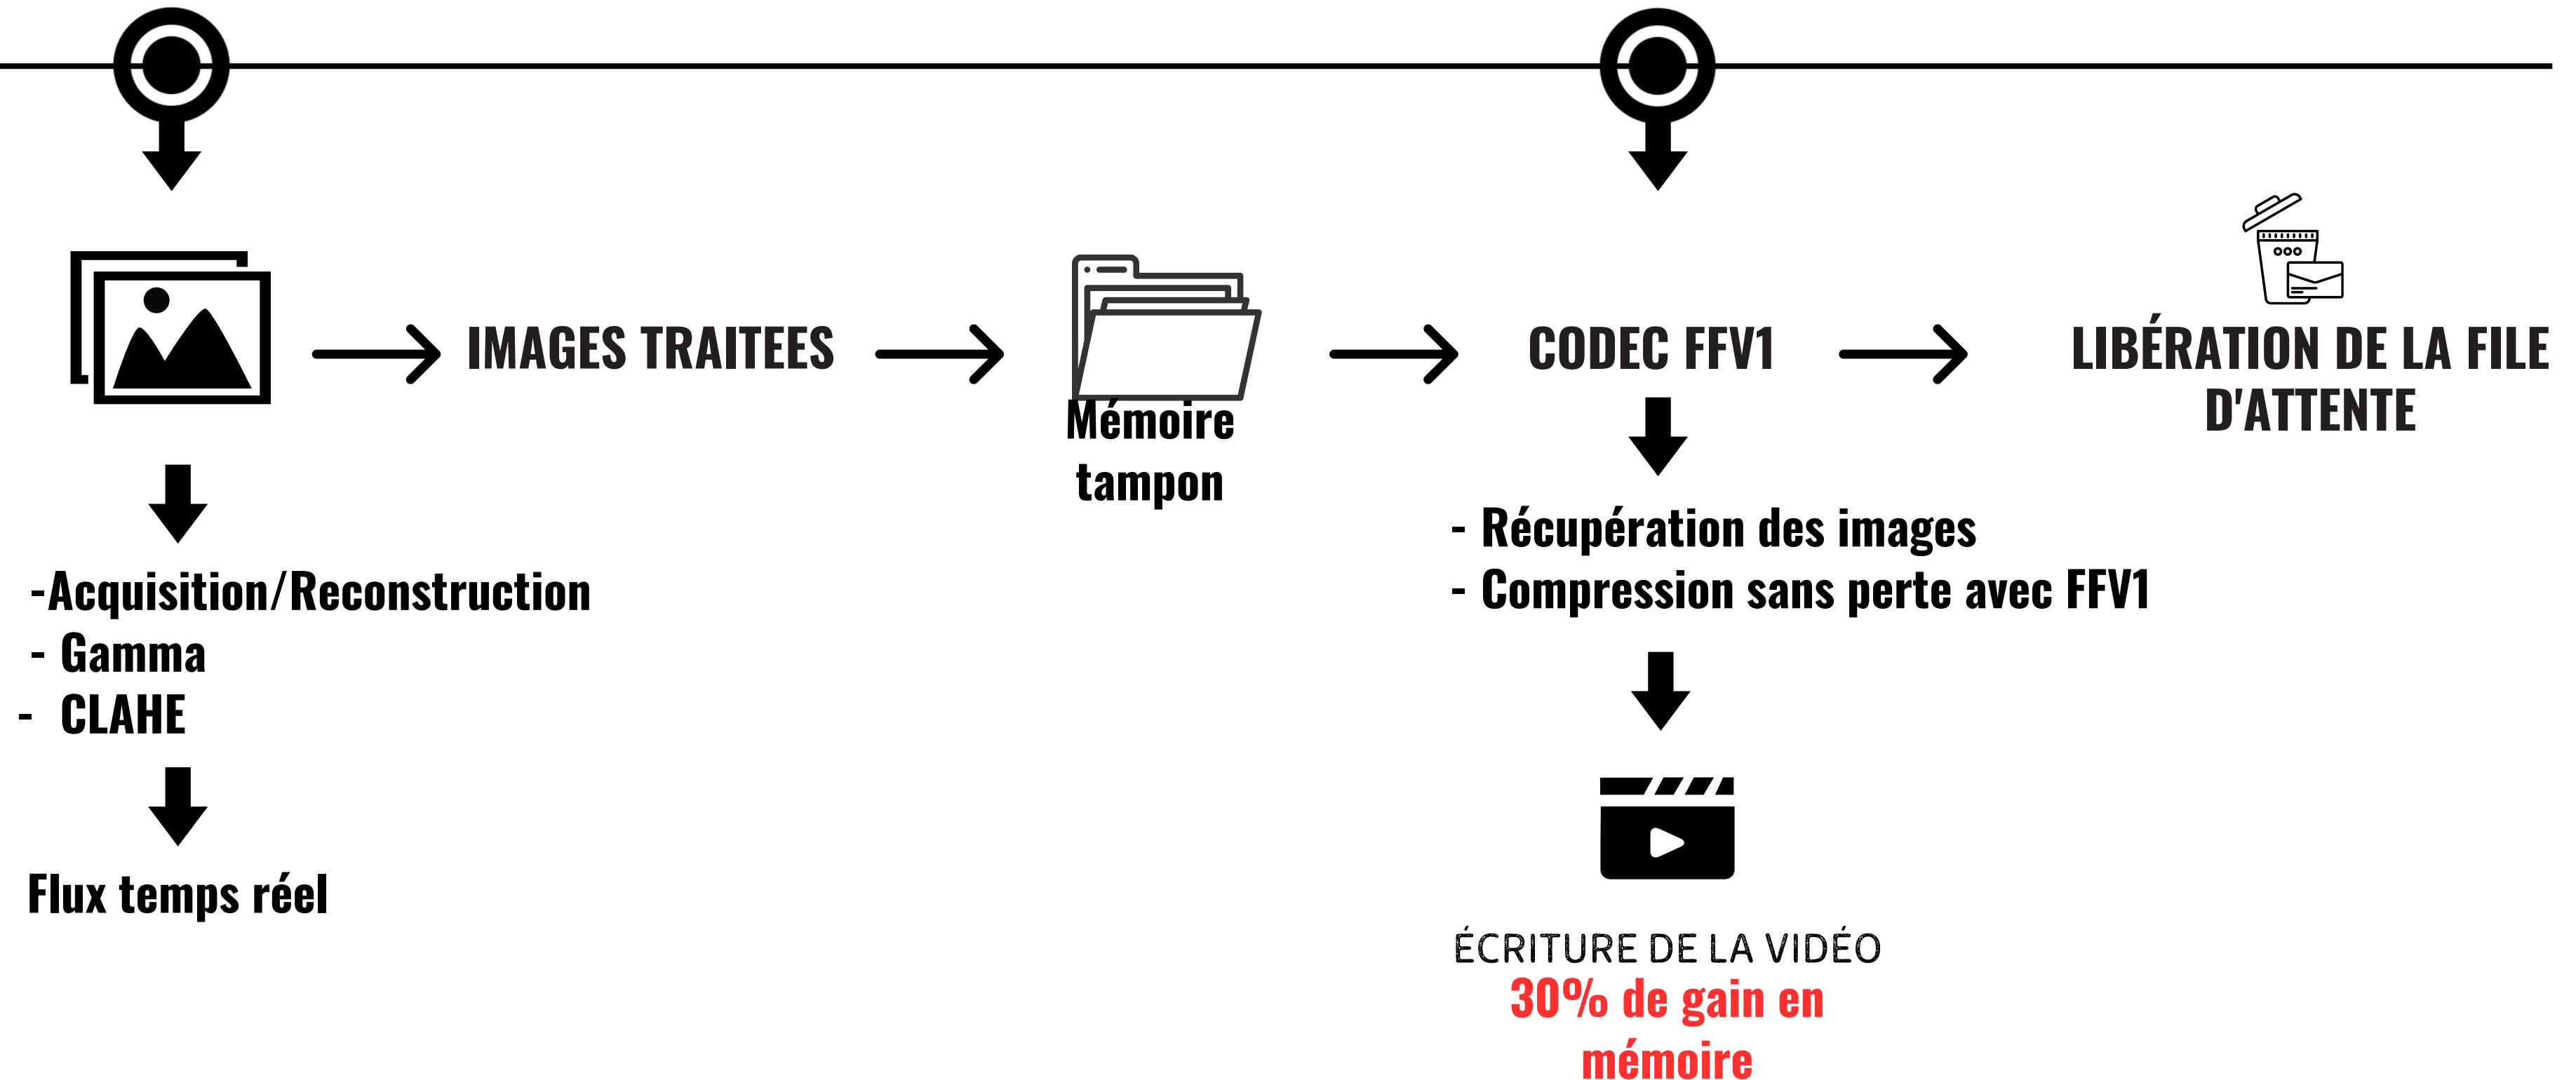 IMAGES TRAITEES
Mémoire
tampon
CODEC FFV1
LIBÉRATION DE LA FILE
D'ATTENTE
-Acquisition/Reconstruction
- Gamma
- CLAHE
Flux temps réel
- Récupération des images
- Compression sans perte avec FFV1
ÉCRITURE DE LA VIDÉO
30% de gain en
mémoire